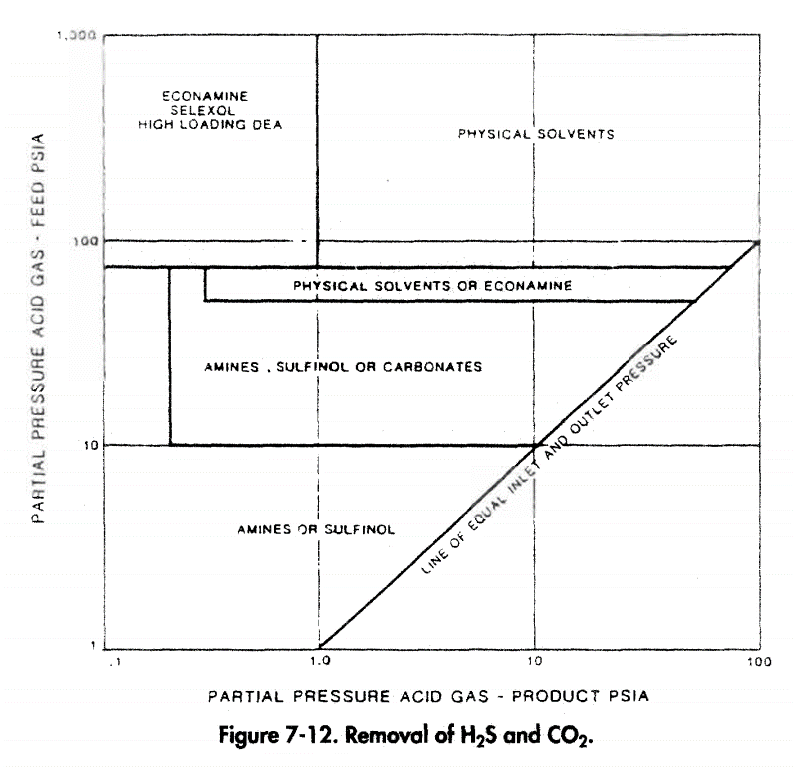 1,000
ECONAMINE
SELEXOL
HIGH LOADING DEA
PHYSICAL SOLVENTS
PARTIAL PRESSURE ACID GAS - FEED PSIA
100
PHYSICAL SOLVENTS OR ECONAMINE
AMINES , SULFINOL OR CARBONATES
LINE OF EQUAL INLET AND OUTLET PRESSURE
10
AMINES OR SULFINOL
1
.1 1.0 10 100
PARTIAL PRESSURE ACID GAS - PRODUCT PSIA
Figure 7-12. Removal of H₂S and CO₂.